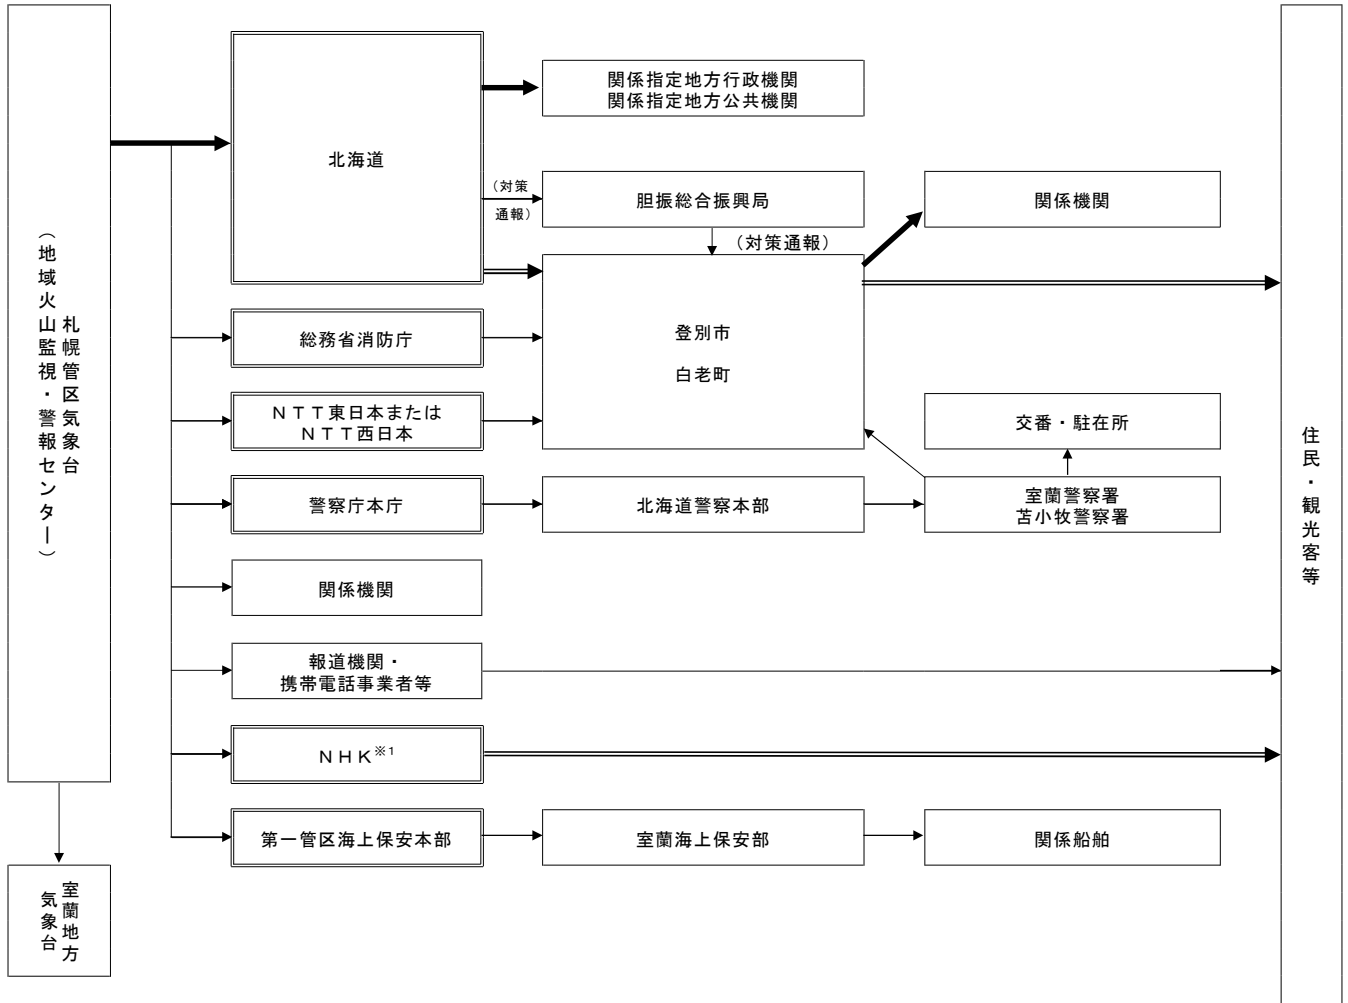 札幌管区気象台
（地域火山監視・警報センター）
室蘭地方
気象台
北海道
総務省消防庁
ＮＴＴ東日本または
ＮＴＴ西日本
警察庁本庁
関係機関
報道機関・
携帯電話事業者等
ＮＨＫ※1
第一管区海上保安本部
関係指定地方行政機関
関係指定地方公共機関
（対策
通報）
胆振総合振興局
（対策通報）
登別市
白老町
北海道警察本部
室蘭海上保安部
関係機関
交番・駐在所
室蘭警察署
苫小牧警察署
関係船舶
住民・観光客等